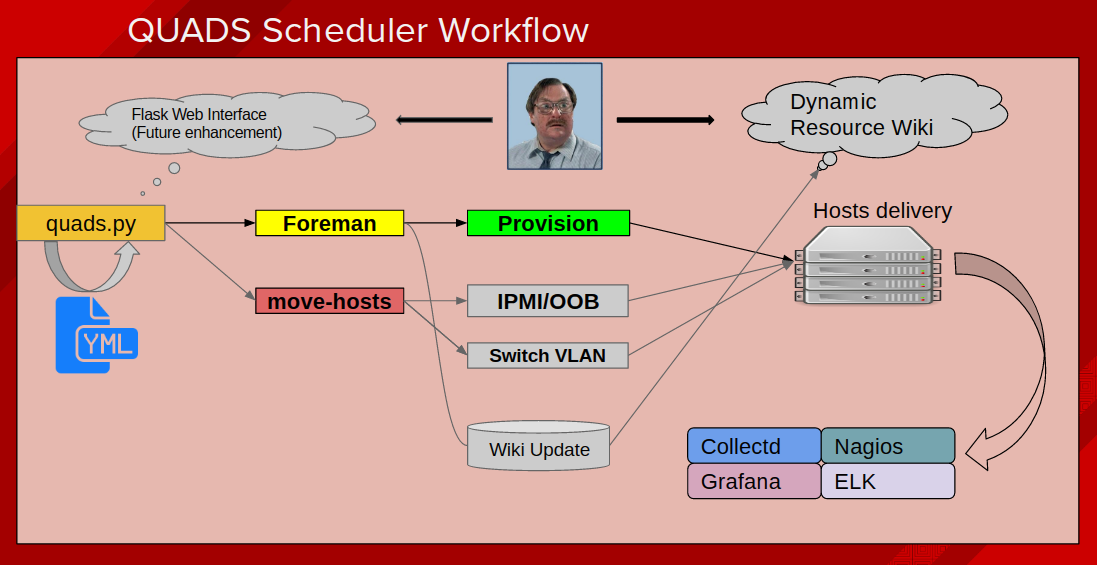 QUADS Scheduler Workflow
Flask Web Interface
(Future enhancement)
Dynamic
Resource Wiki
quads.py
Foreman
Provision
Hosts delivery
move-hosts
IPMI/OOB
YML
Switch VLAN
Wiki Update
Collectd
Nagios
Grafana
ELK